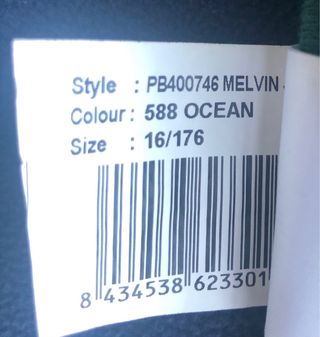 Style : PB400746 MELVIN
Colour : 588 OCEAN
Size : 16/176
8 434538 623301